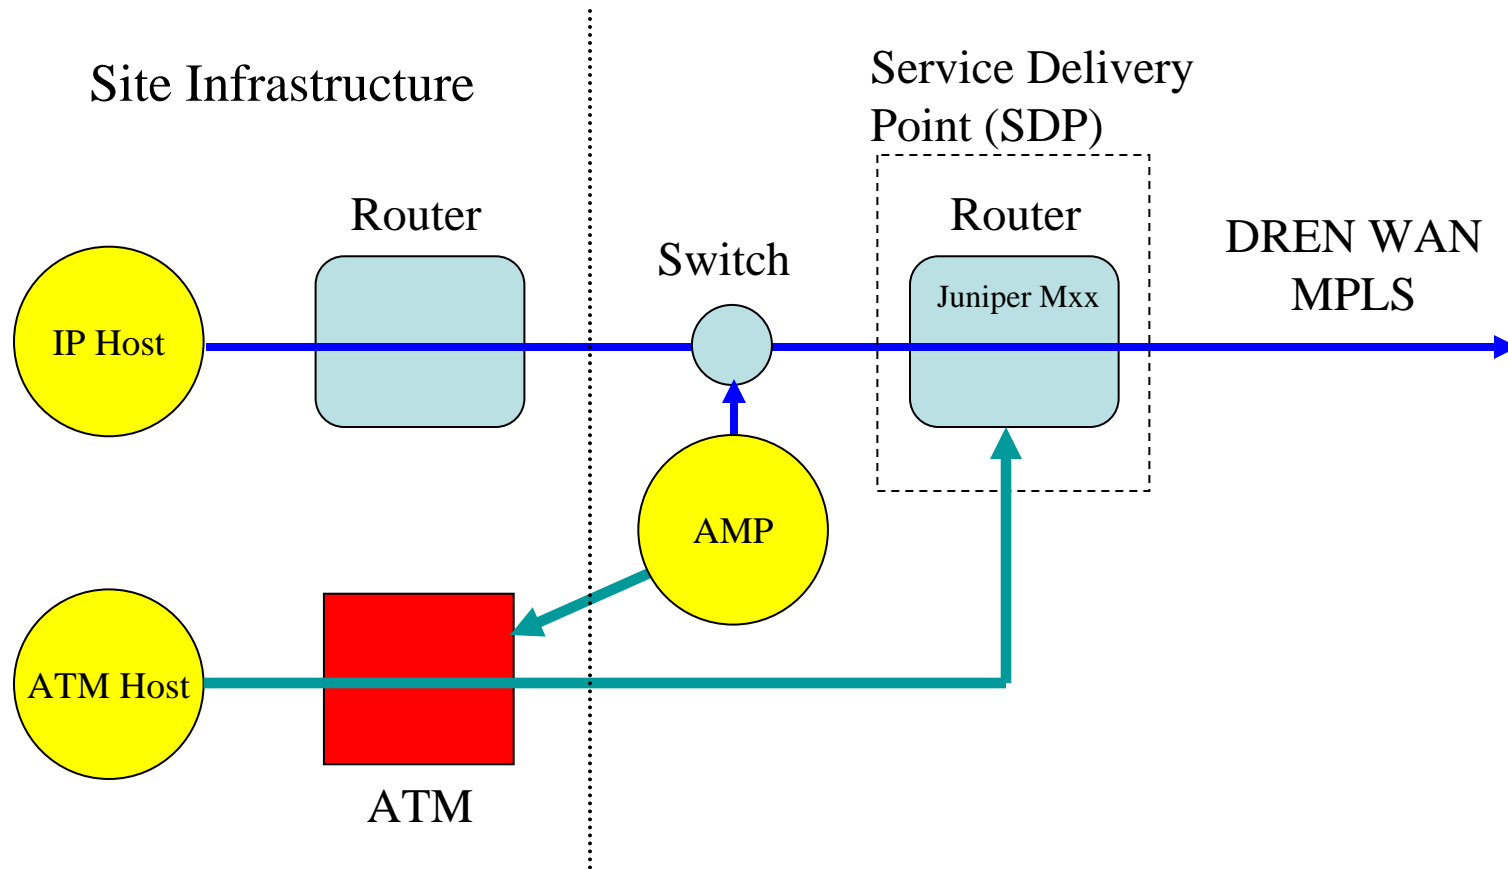 Site Infrastructure
Service Delivery
Point (SDP)
Router
Router
Switch
DREN WAN
MPLS
Juniper Mxx
IP Host
AMP
ATM Host
ATM